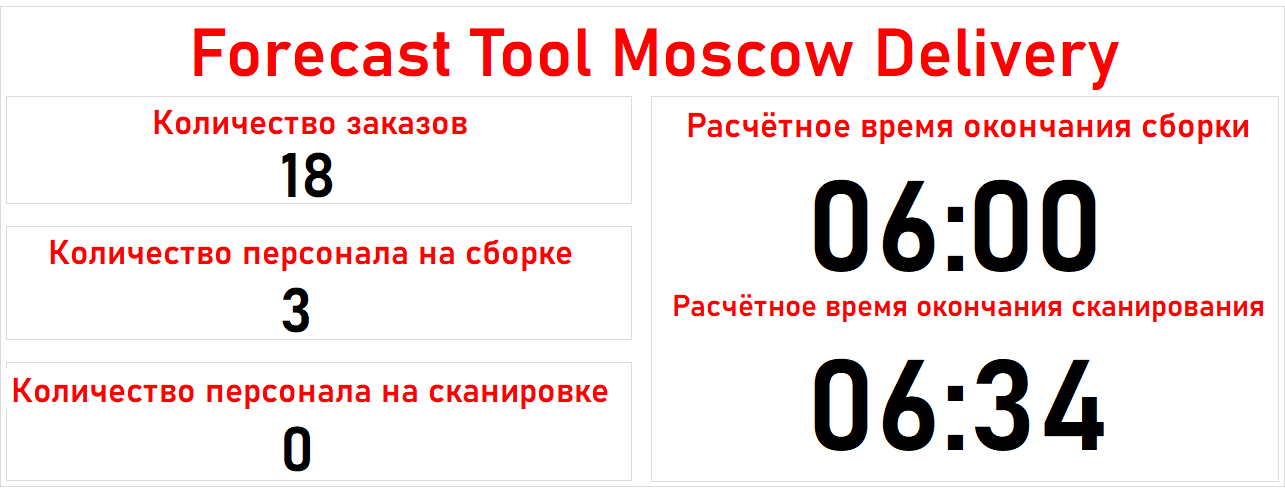 Forecast Tool Moscow Delivery
Количество заказов
18
Количество персонала на сборке
3
Количество персонала на сканировке
0
Расчётное время окончания сборки
06:00
Расчётное время окончания сканирования
06:34